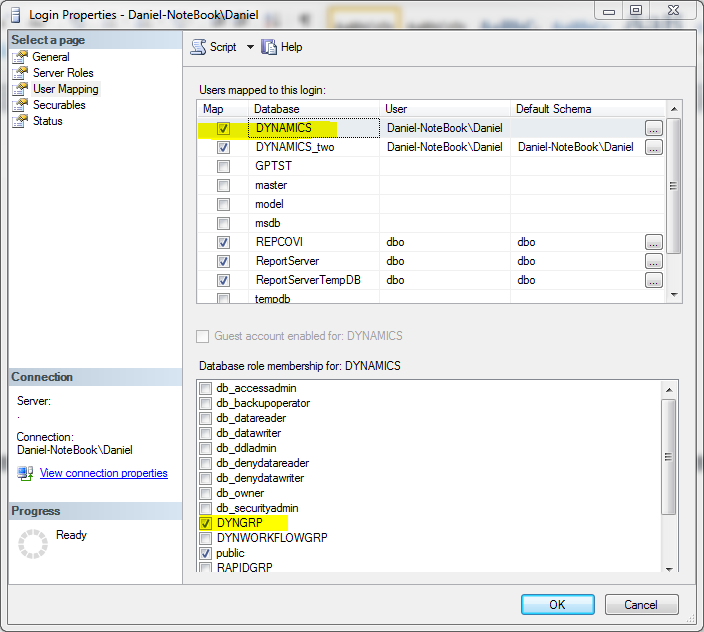 Login Properties - Daniel-NoteBook\Daniel
Select a page
General
Server Roles
User Mapping
Securables
Status
Script
Help
Users mapped to this login:
Map Database User Default Schema
DYNAMICS Daniel-NoteBook\Daniel ...
DYNAMICS_two Daniel-NoteBook\Daniel Daniel-NoteBook\Daniel ...
GPTST
master
model
msdb
REPCOVI dbo dbo ...
ReportServer dbo dbo ...
ReportServerTempDB dbo dbo ...
tempdb
Guest account enabled for: DYNAMICS
Database role membership for: DYNAMICS
db_accessadmin
db_backupoperator
db_datareader
db_datawriter
db_ddladmin
db_denydatareader
db_denydatawriter
db_owner
db_securityadmin
DYNGRP
DYNWORKFLOWGRP
public
RAPIDGRP
Connection
Server:
.
Connection:
Daniel-NoteBook\Daniel
View connection properties
Progress
Ready
OK
Cancel